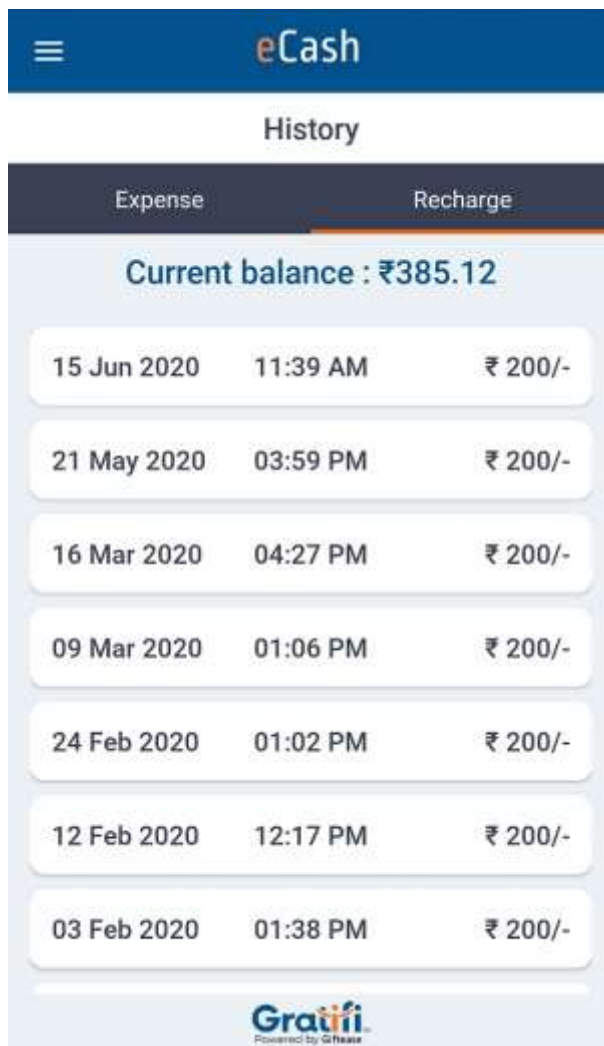 eCash
History
Expense Recharge
Current balance : ₹385.12
15 Jun 2020 11:39 AM ₹ 200/-
21 May 2020 03:59 PM ₹ 200/-
16 Mar 2020 04:27 PM ₹ 200/-
09 Mar 2020 01:06 PM ₹ 200/-
24 Feb 2020 01:02 PM ₹ 200/-
12 Feb 2020 12:17 PM ₹ 200/-
03 Feb 2020 01:38 PM ₹ 200/-
Gratifi
Powered by Giftease